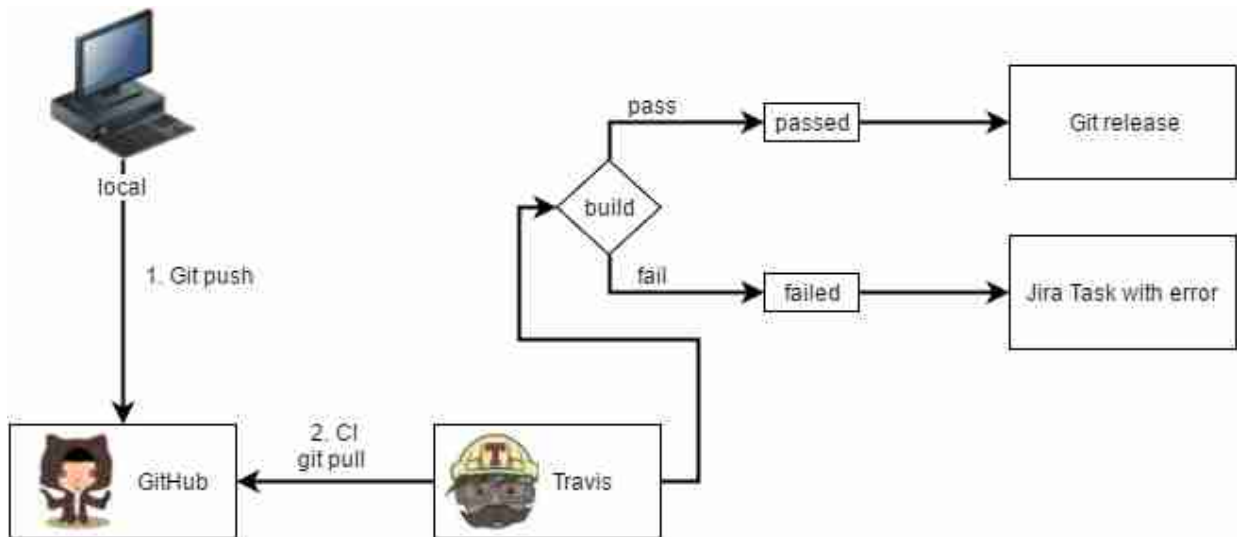 local
1. Git push
GitHub
2. CI
git pull
T
Travis
build
pass
passed
Git release
fail
failed
Jira Task with error